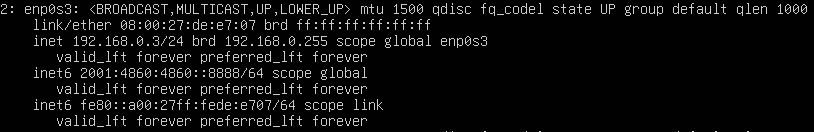 2: enp0s3: <BROADCAST,MULTICAST,UP,LOWER_UP> mtu 1500 qdisc fq_codel state UP group default qlen 1000
link/ether 08:00:27:de:e7:07 brd ff:ff:ff:ff:ff:ff
inet 192.168.0.3/24 brd 192.168.0.255 scope global enp0s3
valid_lft forever preferred_lft forever
inet6 2001:4860:4860::8888/64 scope global
valid_lft forever preferred_lft forever
inet6 fe80::a00:27ff:fede:e707/64 scope link
valid_lft forever preferred_lft forever